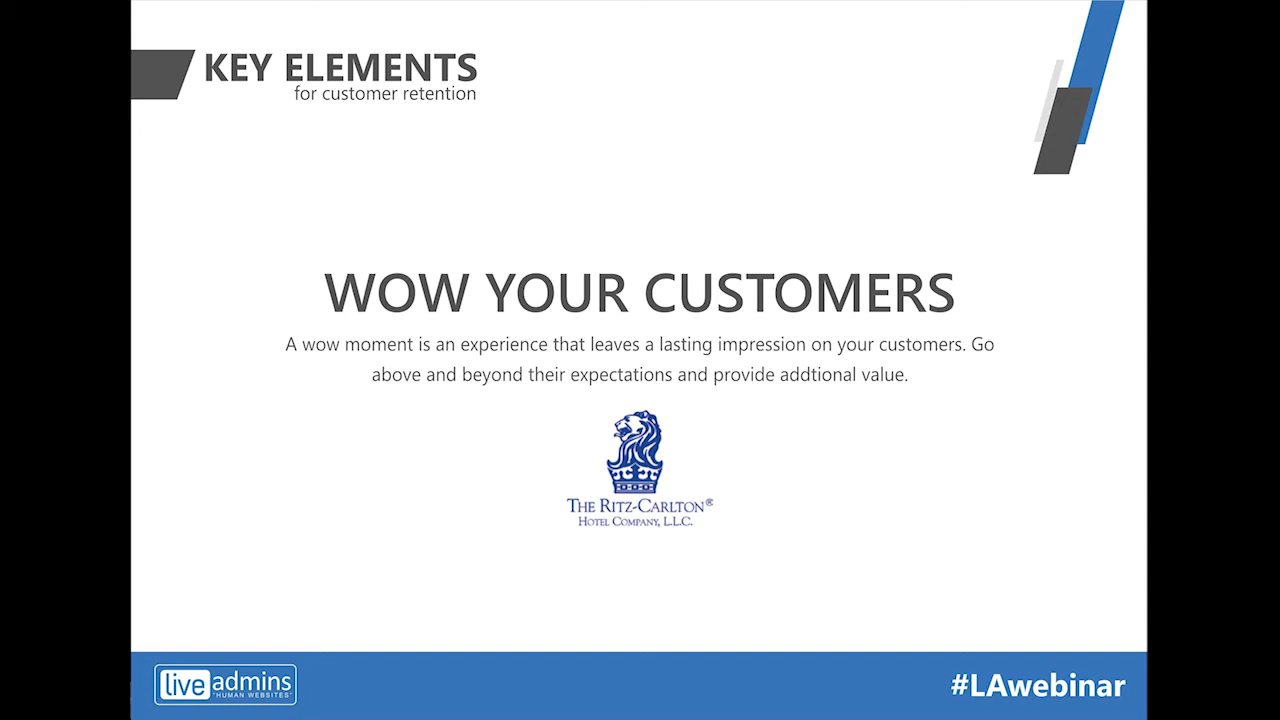 KEY ELEMENTS
for customer retention
WOW YOUR CUSTOMERS
A wow moment is an experience that leaves a lasting impression on your customers. Go
above and beyond their expectations and provide addtional value.
THE RITZ-CARLTON®
HOTEL COMPANY, L.L.C.
live admins
"HUMAN WEBSITES"
#LAwebinar